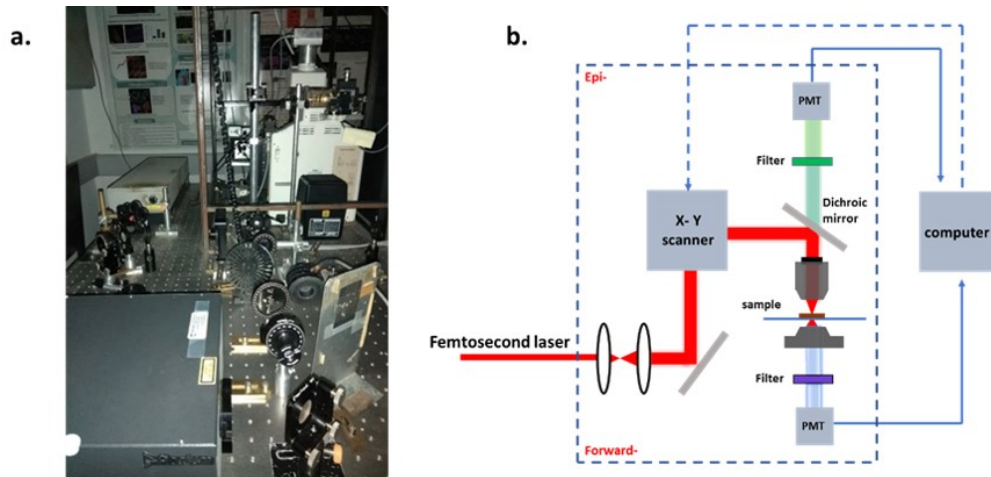 a.
b.
Epi-
PMT
Filter
Dichroic
mirror
X- Y
scanner
computer
sample
Femtosecond laser
Filter
PMT
Forward-